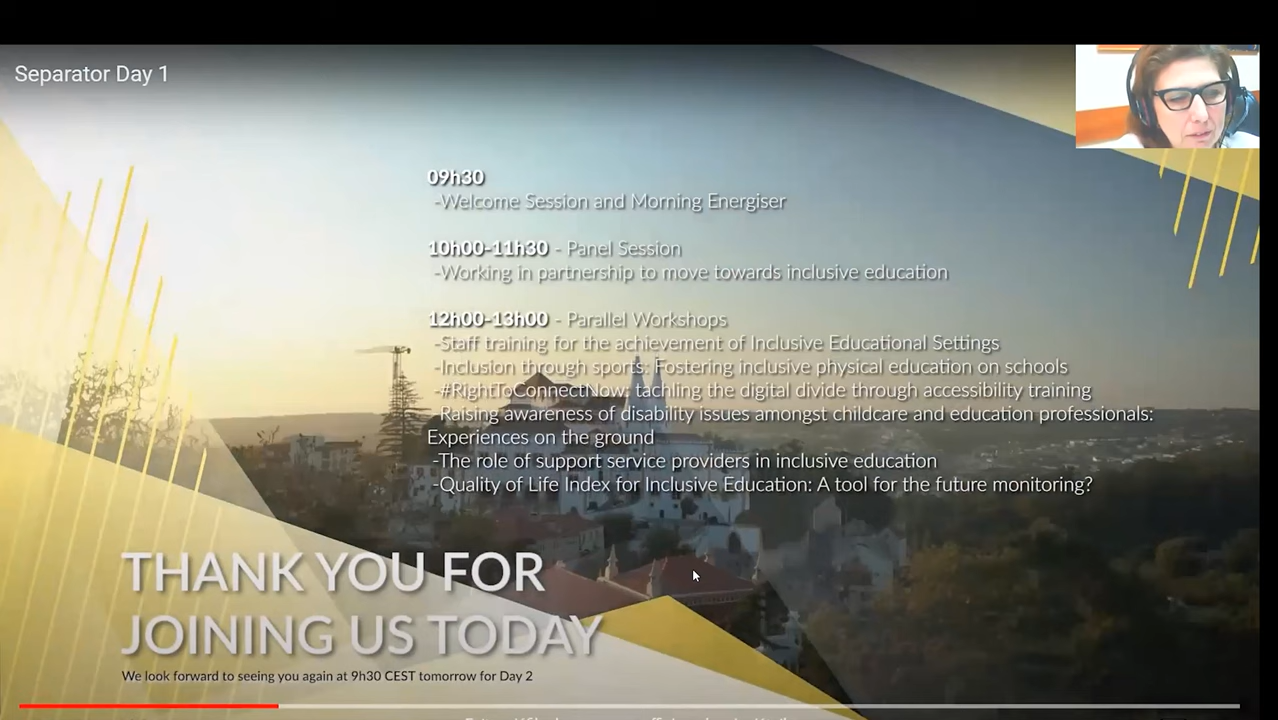 Separator Day 1
09h30
-Welcome Session and Morning Energiser
10h00-11h30 - Panel Session
-Working in partnership to move towards inclusive education
12h00-13h00 - Parallel Workshops
-Staff training for the achievement of Inclusive Educational Settings
-Inclusion through sports: Fostering inclusive physical education on schools
-#RightToConnectNow: tachling the digital divide through accessibility training
-Raising awareness of disability issues amongst childcare and education professionals:
Experiences on the ground
-The role of support service providers in inclusive education
-Quality of Life Index for Inclusive Education: A tool for the future monitoring?
THANK YOU FOR
JOINING US TODAY
We look forward to seeing you again at 9h30 CEST tomorrow for Day 2